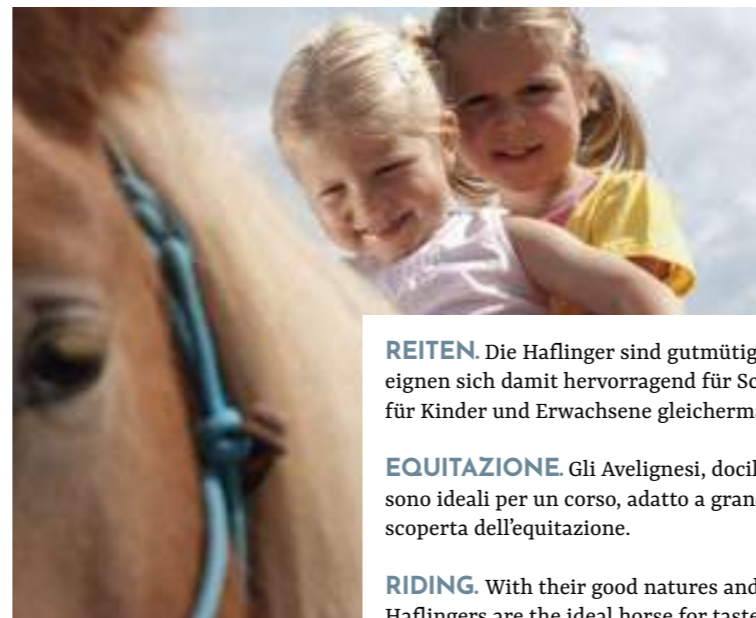 REITEN. Die Haflinger sind gutmütig
eignen sich damit hervorragend für
für Kinder und Erwachsene
EQUITAZIONE. Gli Avelignesi,
sono ideali per un corso, adatto a
scoperta dell’equitazione.
RIDING. With their good natures and
Haflingers are the ideal horse for